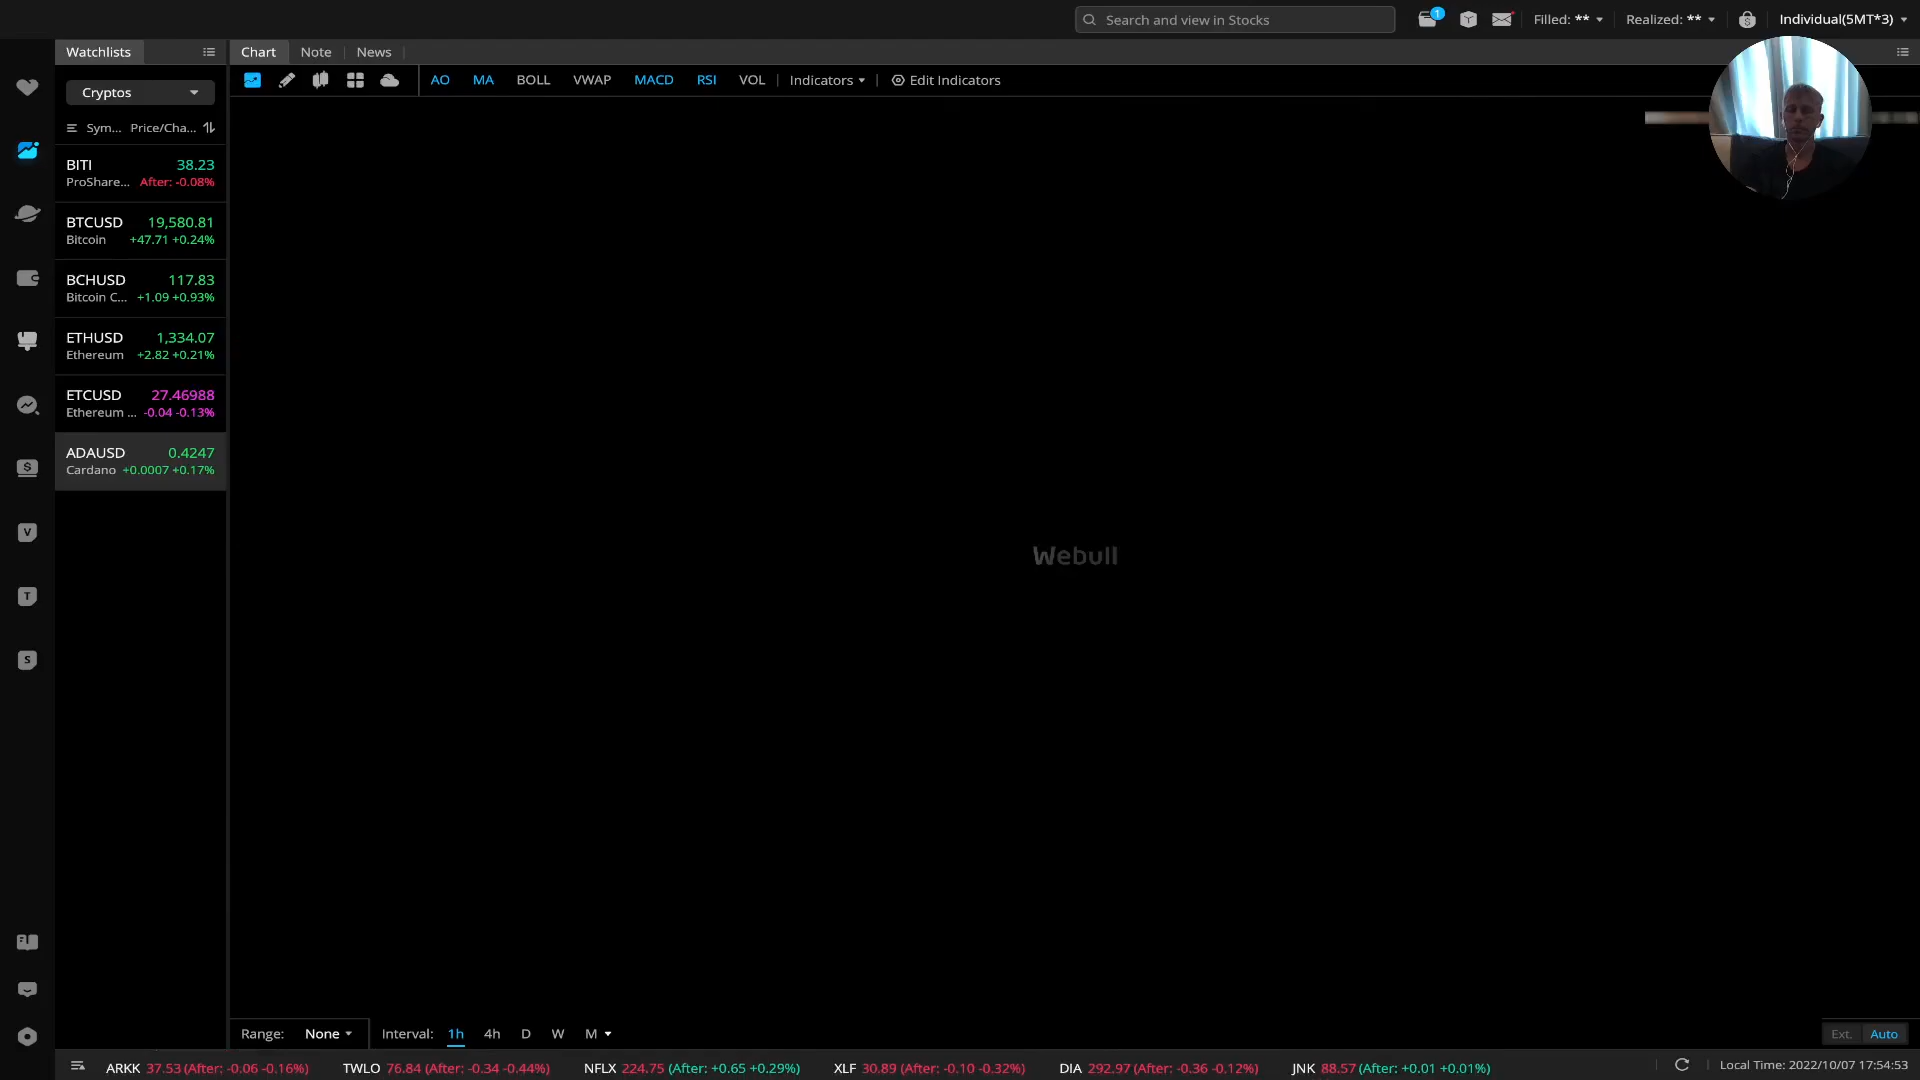 Search and view in Stocks
1
Filled: **
Realized: **
Individual(5MT*3)
Watchlists
Chart
Note
News
Cryptos
AO
MA
BOLL
VWAP
MACD
RSI
VOL
Indicators
Edit Indicators
Sym... Price/Cha...
BITI 38.23
ProShare... After: -0.08%
BTCUSD 19,580.81
Bitcoin +47.71 +0.24%
BCHUSD 117.83
Bitcoin C... +1.09 +0.93%
ETHUSD 1,334.07
Ethereum +2.82 +0.21%
ETCUSD 27.46988
Ethereum ... -0.04 -0.13%
ADAUSD 0.4247
Cardano +0.0007 +0.17%
$
V
T
S
Webull
Range: None Interval: 1h 4h D W M
Ext. Auto
ARKK 37.53 (After: -0.06 -0.16%) TWLO 76.84 (After: -0.34 -0.44%) NFLX 224.75 (After: +0.65 +0.29%) XLF 30.89 (After: -0.10 -0.32%) DIA 292.97 (After: -0.36 -0.12%) JNK 88.57 (After: +0.01 +0.01%)
Local Time: 2022/10/07 17:54:53